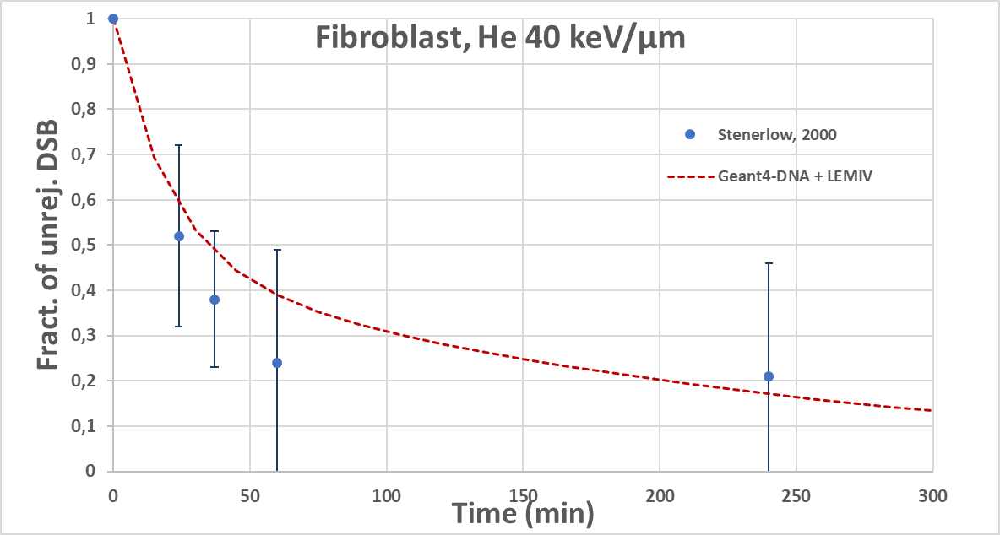 Fibroblast, He 40 keV/µm
Fract. of unrej. DSB
1
0,9
0,8
0,7
0,6
0,5
0,4
0,3
0,2
0,1
0
Stenerlow, 2000
Geant4-DNA + LEMIV
0 50 100 150 200 250 300
Time (min)